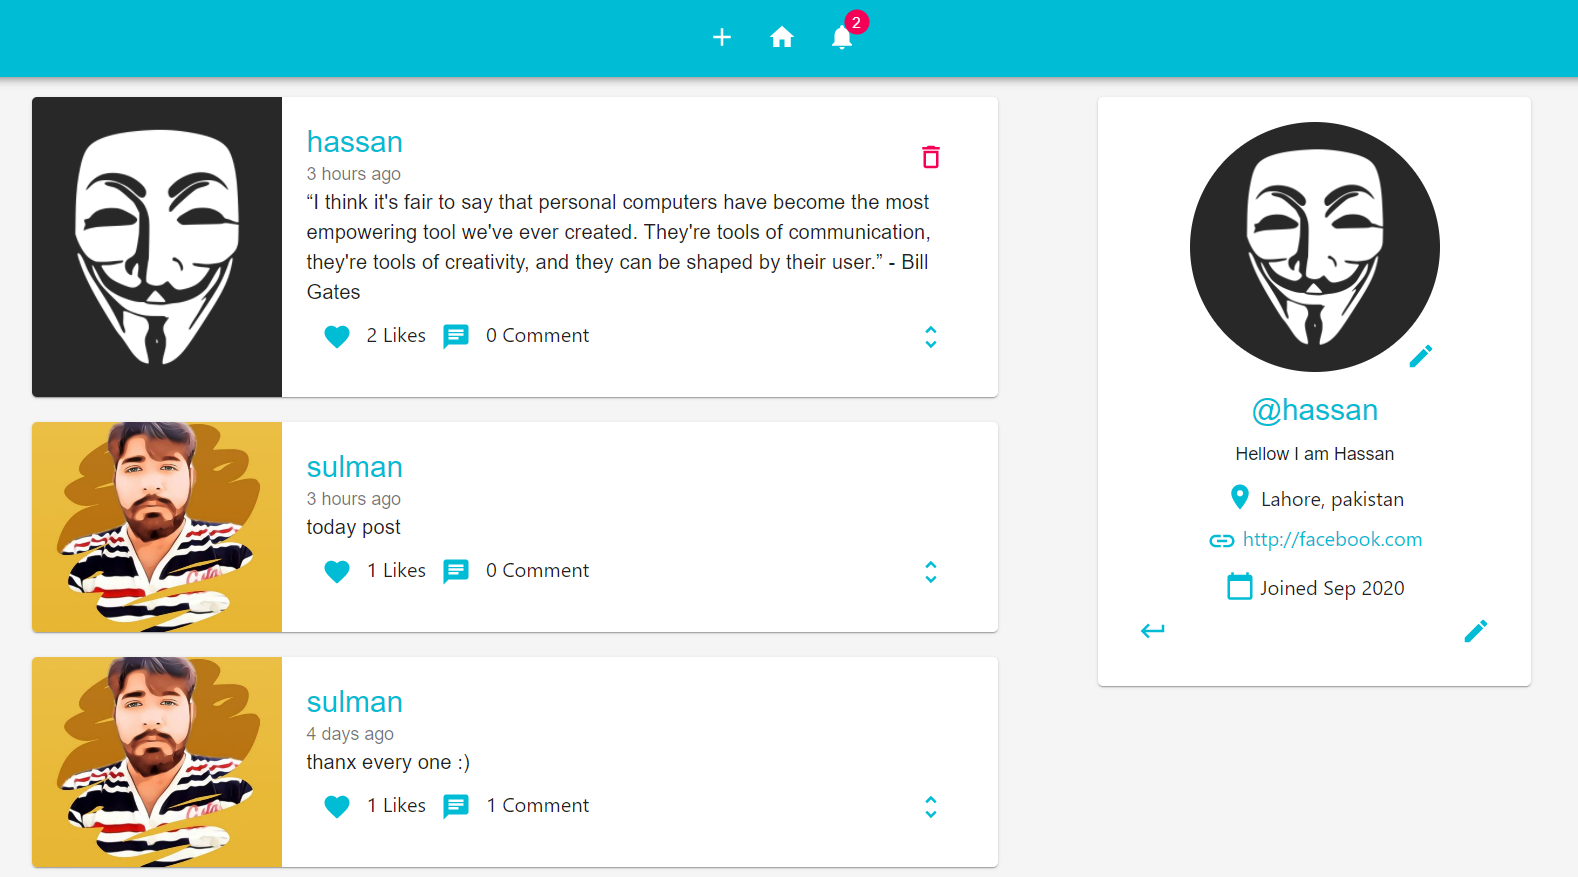 2
hassan
3 hours ago
“I think it's fair to say that personal computers have become the most
empowering tool we've ever created. They're tools of communication,
they're tools of creativity, and they can be shaped by their user.” - Bill
Gates
2 Likes 0 Comment
sulman
3 hours ago
today post
1 Likes 0 Comment
sulman
4 days ago
thanx every one :)
1 Likes 1 Comment
@hassan
Hellow I am Hassan
Lahore, pakistan
http://facebook.com
Joined Sep 2020